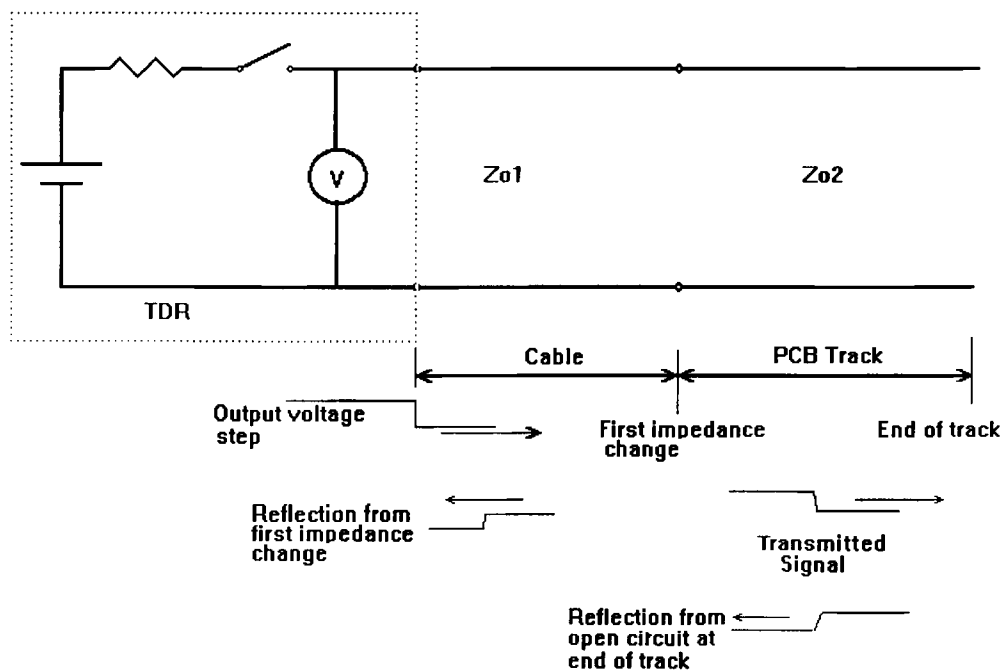 V
Zo1
Zo2
TDR
Cable
PCB Track
Output voltage
step
First impedance
change
End of track
Reflection from
first impedance
change
Transmitted
Signal
Reflection from
open circuit at
end of track